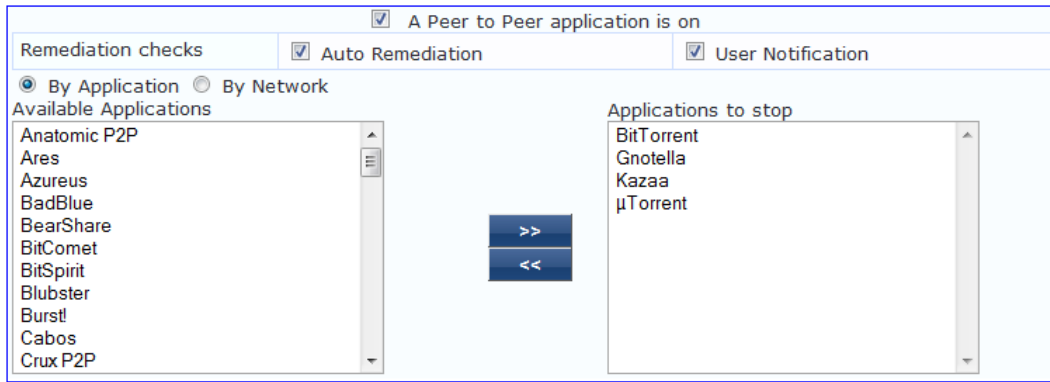 A Peer to Peer application is on
Remediation checks
Auto Remediation
User Notification
By Application
By Network
Available Applications
Anatomic P2P
Ares
Azureus
BadBlue
BearShare
BitComet
BitSpirit
Blubster
Burst!
Cabos
Crux P2P
>>
<<
Applications to stop
BitTorrent
Gnotella
Kazaa
µTorrent